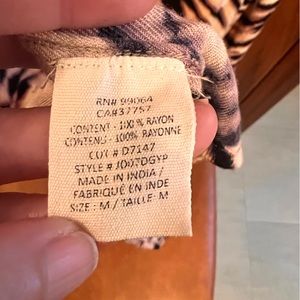 RN# 99064
CA#37757
CONTENT : 100% RAYON
CONTENU : 100% RAYONNE
CUT # D7147
STYLE # J007DGYP
MADE IN INDIA /
FABRIQUÉ EN INDE
SIZE : M / TAILLE: M